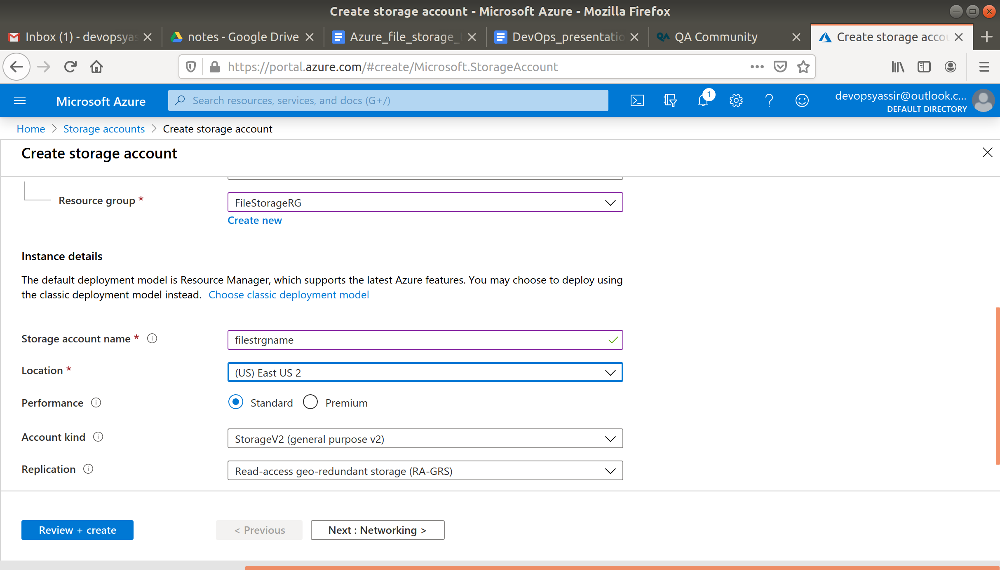 Create storage account - Microsoft Azure - Mozilla Firefox
Inbox (1) - devopsyas
notes - Google Drive
Azure_file_storage_
DevOps_presentatio
QA Community
Create storage accou
https://portal.azure.com/#create/Microsoft.StorageAccount
Microsoft Azure
Search resources, services, and docs (G+/)
1
devopsyassir@outlook.c...
DEFAULT DIRECTORY
Home > Storage accounts > Create storage account
Create storage account
Resource group *
FileStorageRG
Create new
Instance details
The default deployment model is Resource Manager, which supports the latest Azure features. You may choose to deploy using
the classic deployment model instead. Choose classic deployment model
Storage account name *
filestrgname
Location *
(US) East US 2
Performance
Standard
Premium
Account kind
StorageV2 (general purpose v2)
Replication
Read-access geo-redundant storage (RA-GRS)
Review + create
< Previous
Next : Networking >